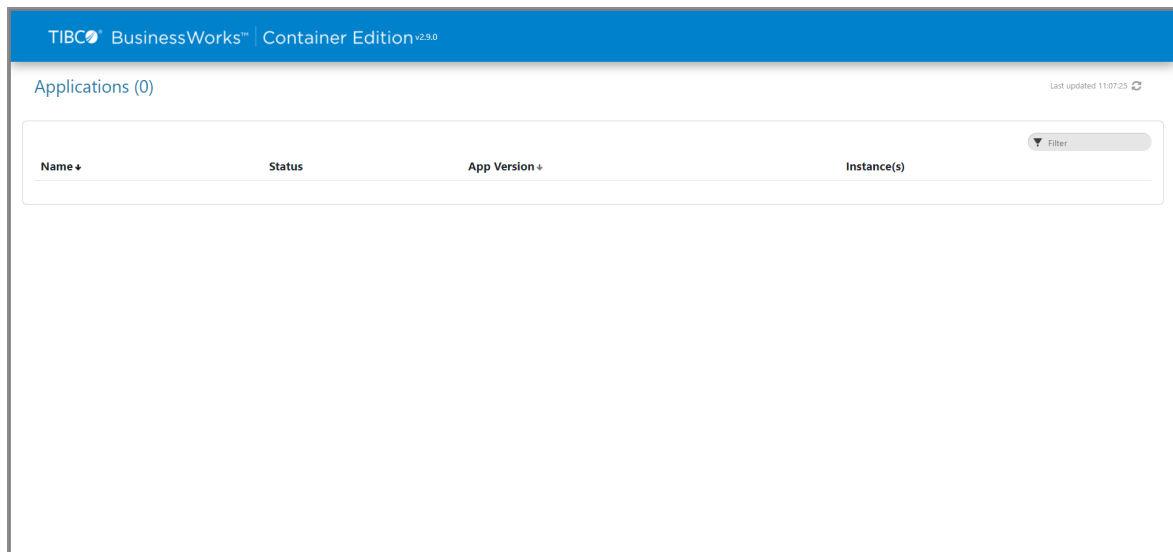 TIBCO® BusinessWorks™ | Container Edition v2.9.0
Applications (0)
Last updated 11:07:25
Filter
Name Status App Version Instance(s)